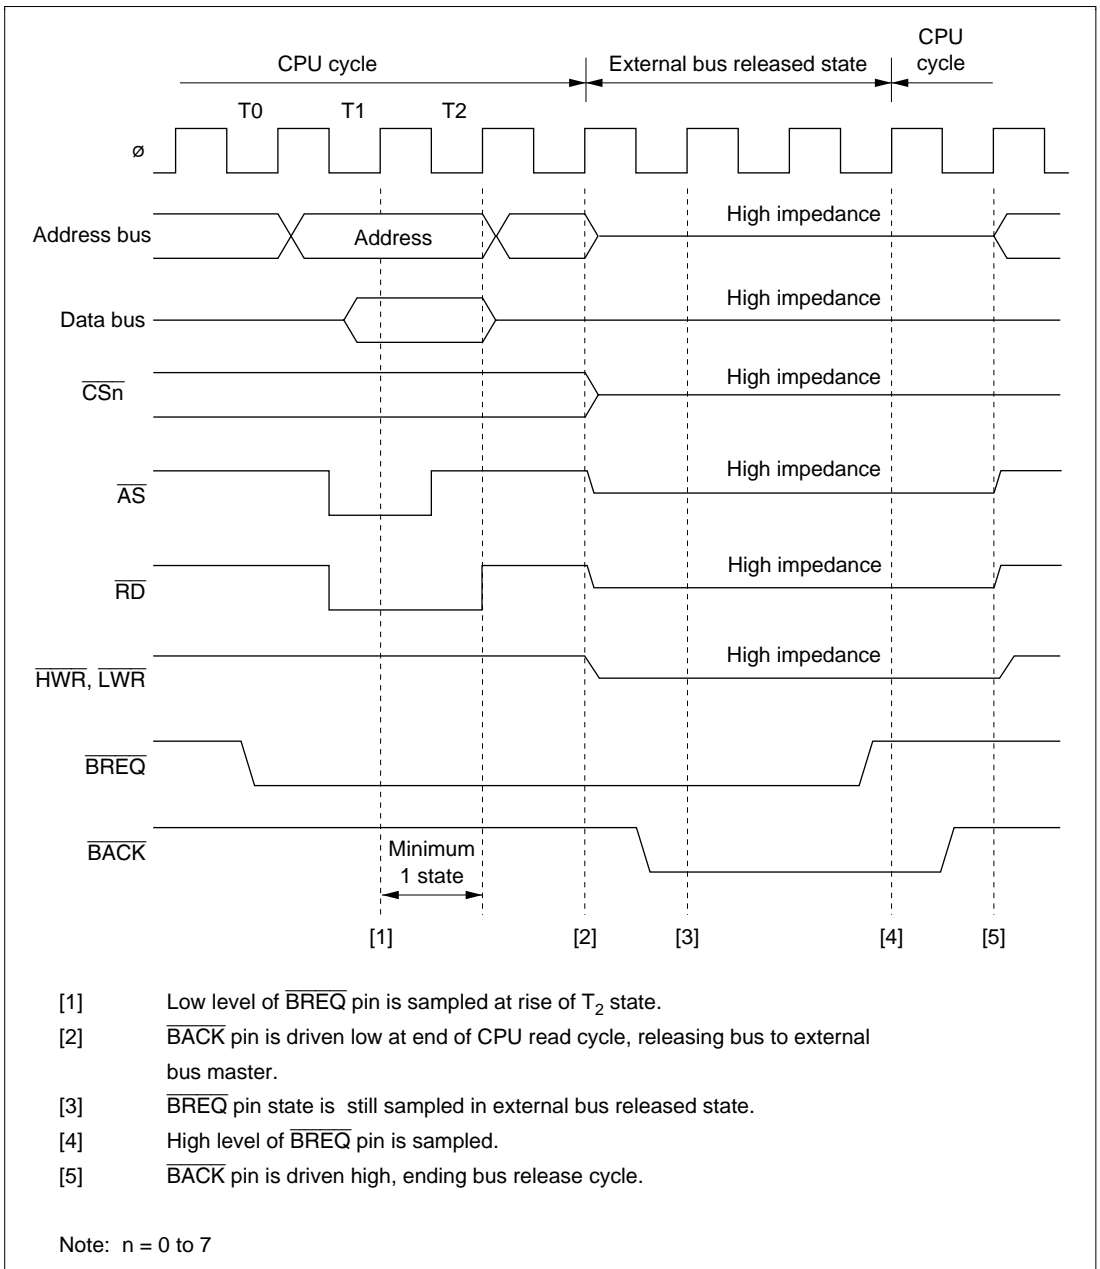 CPU cycle
External bus released state
CPU
cycle
T0
T1
T2
ø
Address bus
Address
High impedance
Data bus
High impedance
CSn
High impedance
AS
High impedance
RD
High impedance
HWR, LWR
High impedance
BREQ
BACK
Minimum
1 state
[1]
[2]
[3]
[4]
[5]
[1] Low level of BREQ pin is sampled at rise of T2 state.
[2] BACK pin is driven low at end of CPU read cycle, releasing bus to external
bus master.
[3] BREQ pin state is still sampled in external bus released state.
[4] High level of BREQ pin is sampled.
[5] BACK pin is driven high, ending bus release cycle.
Note: n = 0 to 7